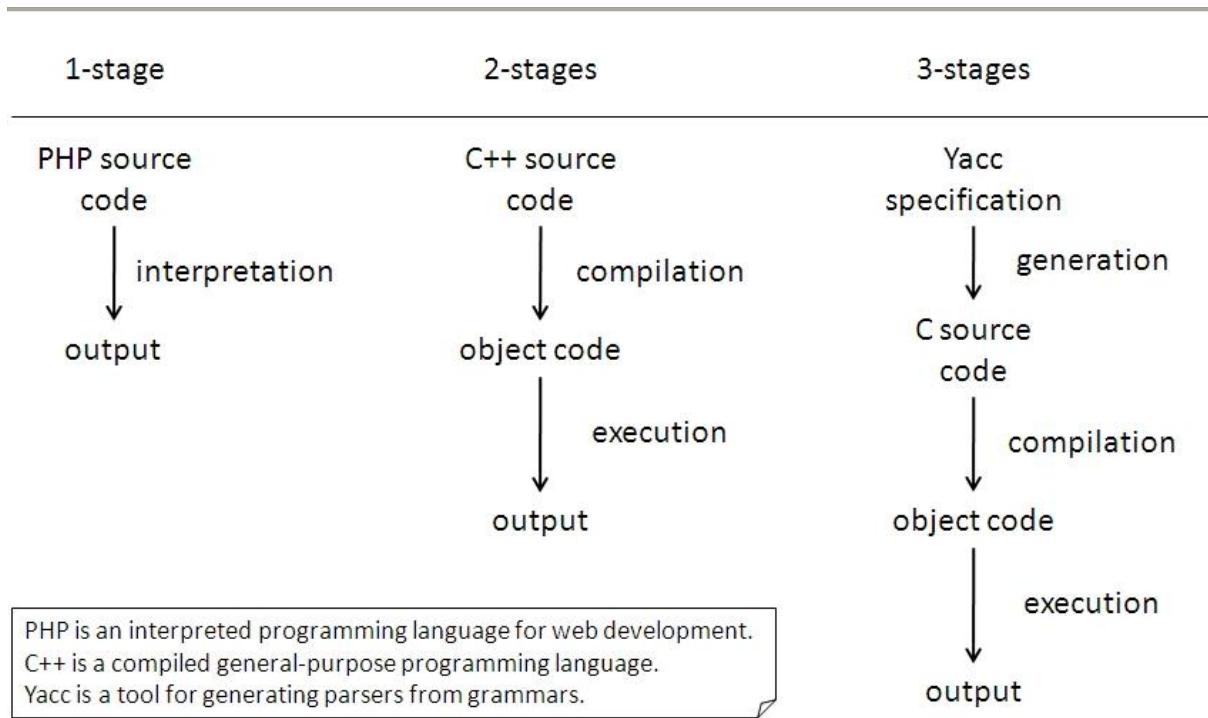 1-stage
2-stages
3-stages
PHP source
code
interpretation
output
C++ source
code
compilation
object code
execution
output
Yacc
specification
generation
C source
code
compilation
object code
execution
output
PHP is an interpreted programming language for web development.
C++ is a compiled general-purpose programming language.
Yacc is a tool for generating parsers from grammars.